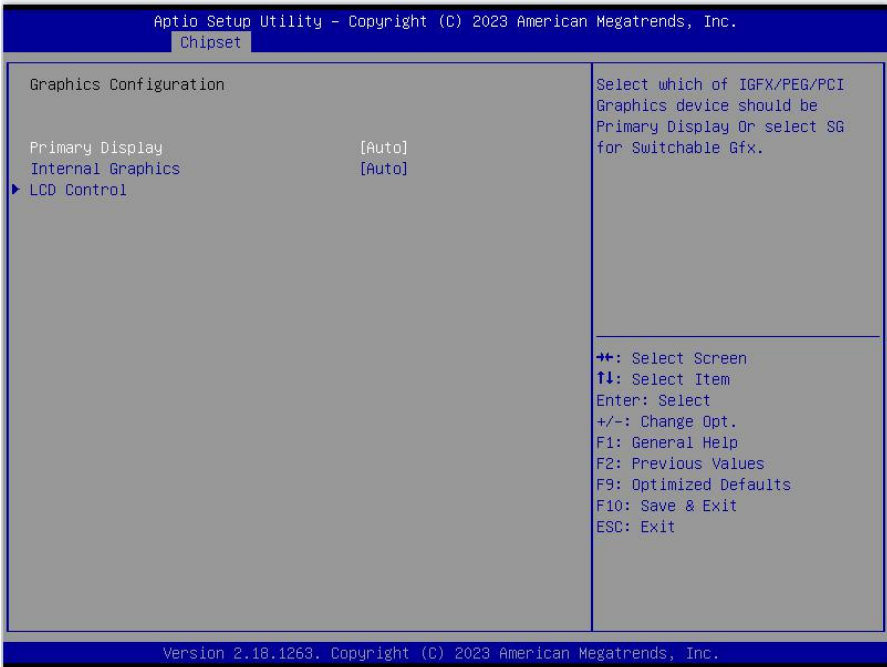 Aptio Setup Utility – Copyright (C) 2023 American Megatrends, Inc.
Chipset
Graphics Configuration
Primary Display [Auto]
Internal Graphics [Auto]
LCD Control
Select which of IGFX/PEG/PCI
Graphics device should be
Primary Display Or select SG
for Switchable Gfx.
→←: Select Screen
↑↓: Select Item
Enter: Select
+/-: Change Opt.
F1: General Help
F2: Previous Values
F9: Optimized Defaults
F10: Save & Exit
ESC: Exit
Version 2.18.1263. Copyright (C) 2023 American Megatrends, Inc.